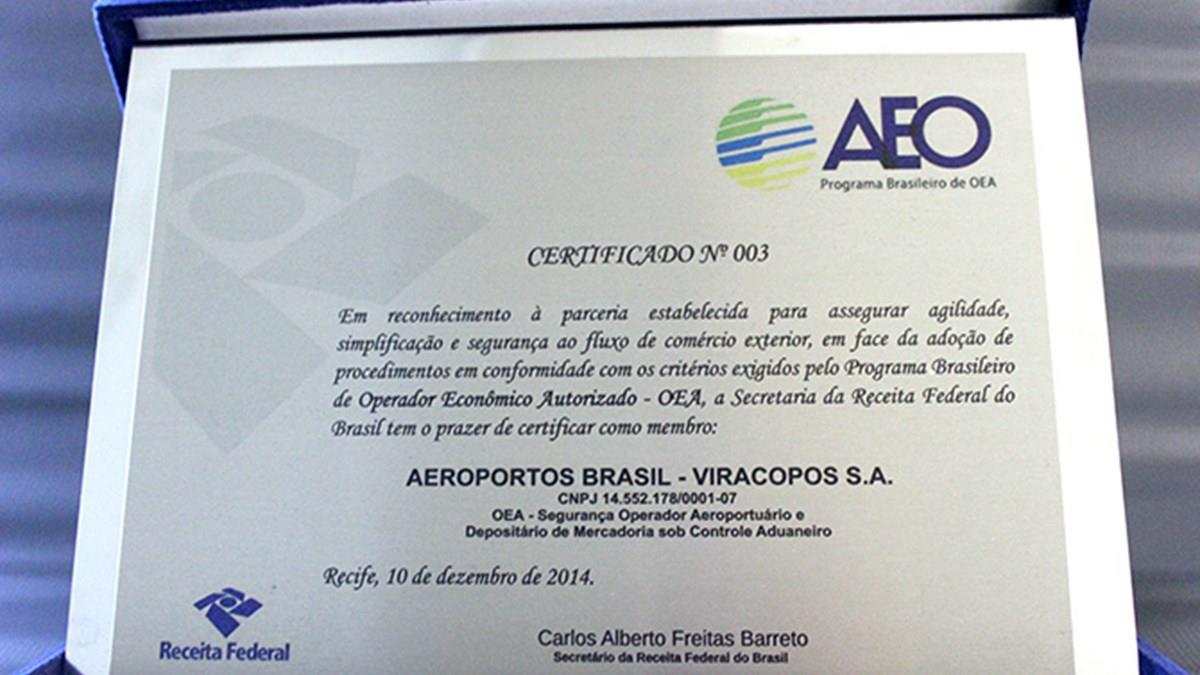 AEO
Programa Brasileiro de OEA
CERTIFICADO Nº 003
Em reconhecimento à parceria estabelecida para assegurar agilidade,
simplificação e segurança ao fluxo de comércio exterior, em face da adoção de
procedimentos em conformidade com os critérios exigidos pelo Programa Brasileiro
de Operador Econômico Autorizado - OEA, a Secretaria da Receita Federal do
Brasil tem o prazer de certificar como membro:
AEROPORTOS BRASIL - VIRACOPOS S.A.
CNPJ 14.552.178/0001-07
OEA - Segurança Operador Aeroportuário e
Depositário de Mercadoria sob Controle Aduaneiro
Recife, 10 de dezembro de 2014.
Receita Federal
Carlos Alberto Freitas Barreto
Secretário da Receita Federal do Brasil